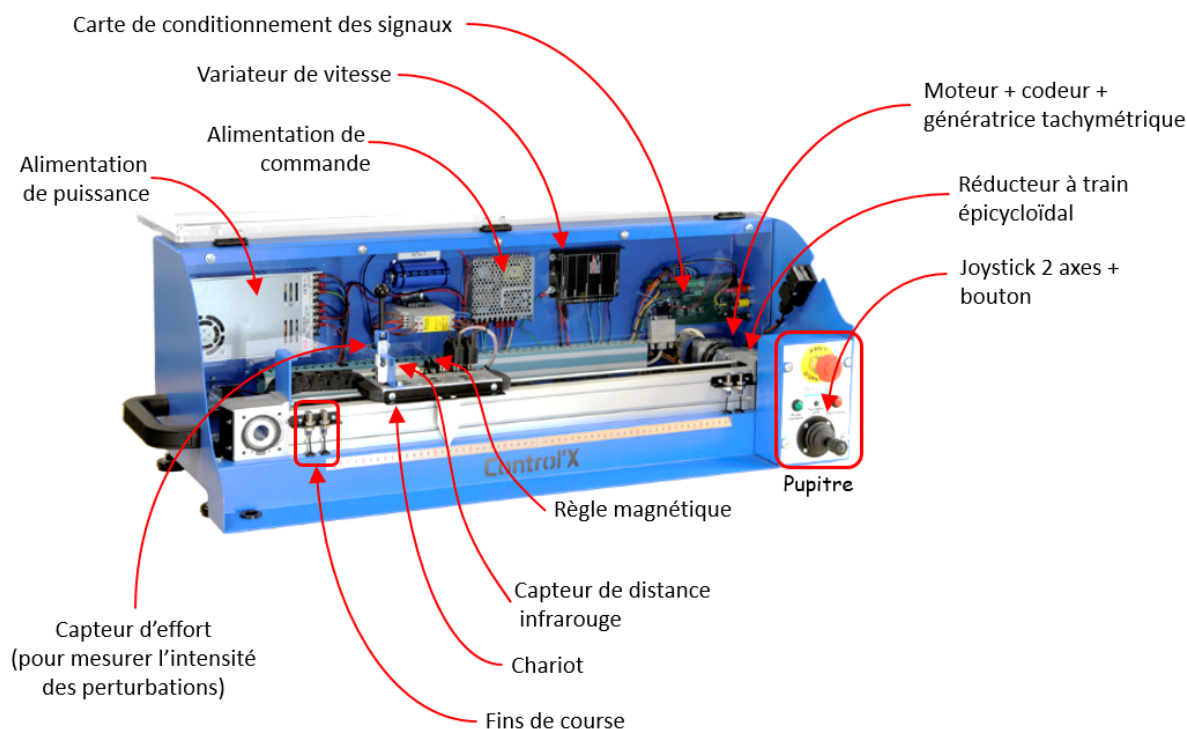 Carte de conditionnement des signaux
Variateur de vitesse
Alimentation de
commande
Alimentation
de puissance
Moteur + codeur +
génératrice tachymétrique
Réducteur à train
épicycloïdal
Joystick 2 axes +
bouton
Control'X
Pupitre
Règle magnétique
Capteur de distance
infrarouge
Capteur d’effort
(pour mesurer l’intensité
des perturbations)
Chariot
Fins de course